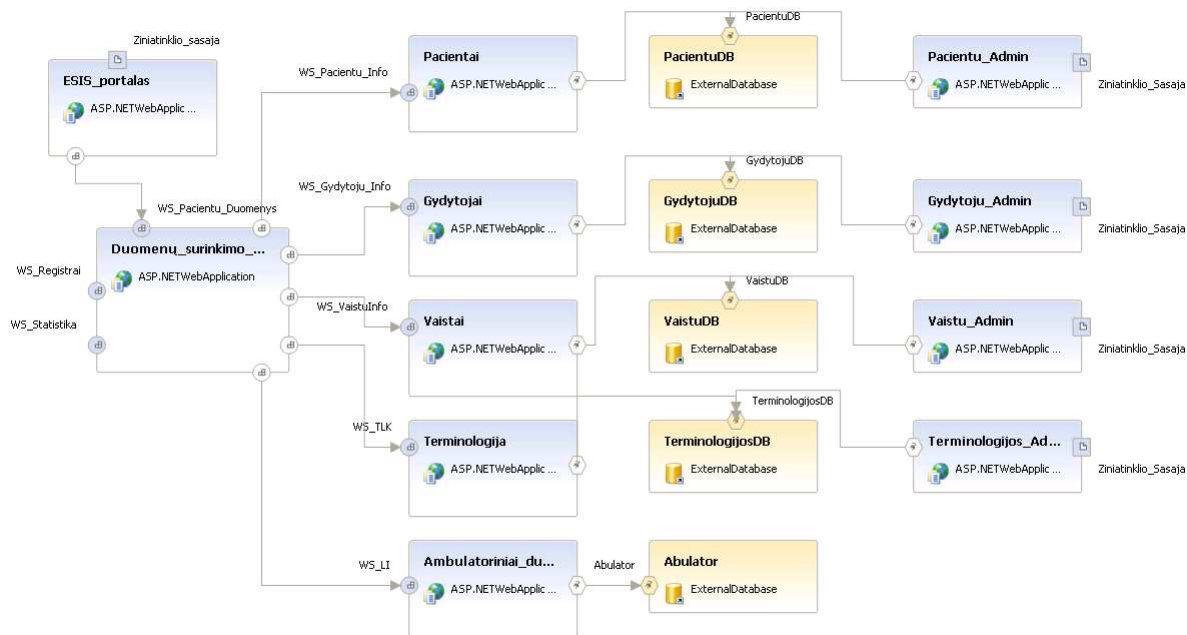 Ziniatinklio_sasaja
ESIS_portalas
ASP.NETWebApplic ...
WS_Pacientu_Duomenys
Duomenų_surinkimo_...
ASP.NETWebApplication
WS_Registrai
WS_Statistika
WS_Pacientu_Info
Pacientai
ASP.NETWebApplic ...
PacientuDB
PacientuDB
ExternalDatabase
Pacientu_Admin
ASP.NETWebApplic ...
Ziniatinklio_Sasaja
WS_Gydytoju_Info
Gydytojai
ASP.NETWebApplic ...
GydytojuDB
GydytojuDB
ExternalDatabase
Gydytoju_Admin
ASP.NETWebApplic ...
Ziniatinklio_Sasaja
WS_VaistuInfo
Vaistai
ASP.NETWebApplic ...
VaistuDB
VaistuDB
ExternalDatabase
Vaistu_Admin
ASP.NETWebApplic ...
Ziniatinklio_Sasaja
WS_TLK
Terminologija
ASP.NETWebApplic ...
TerminologijosDB
TerminologijosDB
ExternalDatabase
Terminologijos_Ad...
ASP.NETWebApplic ...
Ziniatinklio_Sasaja
WS_LI
Ambulatoriniai_du...
ASP.NETWebApplic ...
Abulator
Abulator
ExternalDatabase